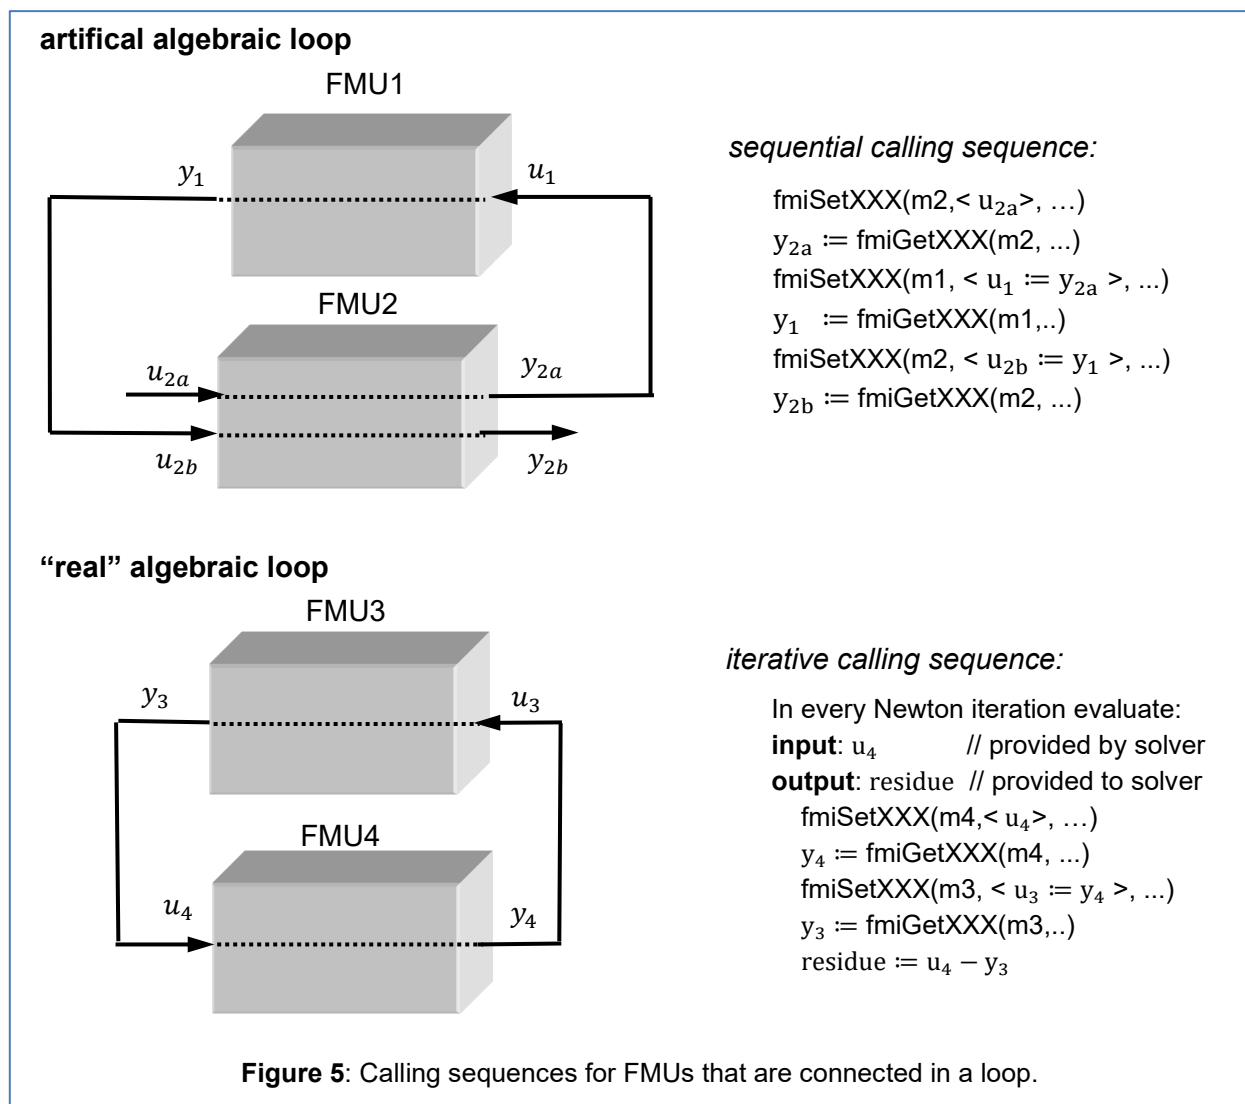 artifical algebraic loop
FMU1
y₁
u₁
FMU2
u₂ₐ
y₂ₐ
u₂b
y₂b
sequential calling sequence:
fmiSetXXX(m2,< u₂ₐ>, …)
y₂ₐ ≔ fmiGetXXX(m2, ...)
fmiSetXXX(m1, < u₁ ≔ y₂ₐ >, ...)
y₁ ≔ fmiGetXXX(m1,..)
fmiSetXXX(m2, < u₂b ≔ y₁ >, ...)
y₂b ≔ fmiGetXXX(m2, ...)
“real” algebraic loop
FMU3
y₃
u₃
FMU4
u₄
y₄
iterative calling sequence:
In every Newton iteration evaluate:
input: u₄ // provided by solver
output: residue // provided to solver
fmiSetXXX(m4,< u₄>, …)
y₄ ≔ fmiGetXXX(m4, ...)
fmiSetXXX(m3, < u₃ ≔ y₄ >, ...)
y₃ ≔ fmiGetXXX(m3,..)
residue ≔ u₄ − y₃
Figure 5: Calling sequences for FMUs that are connected in a loop.